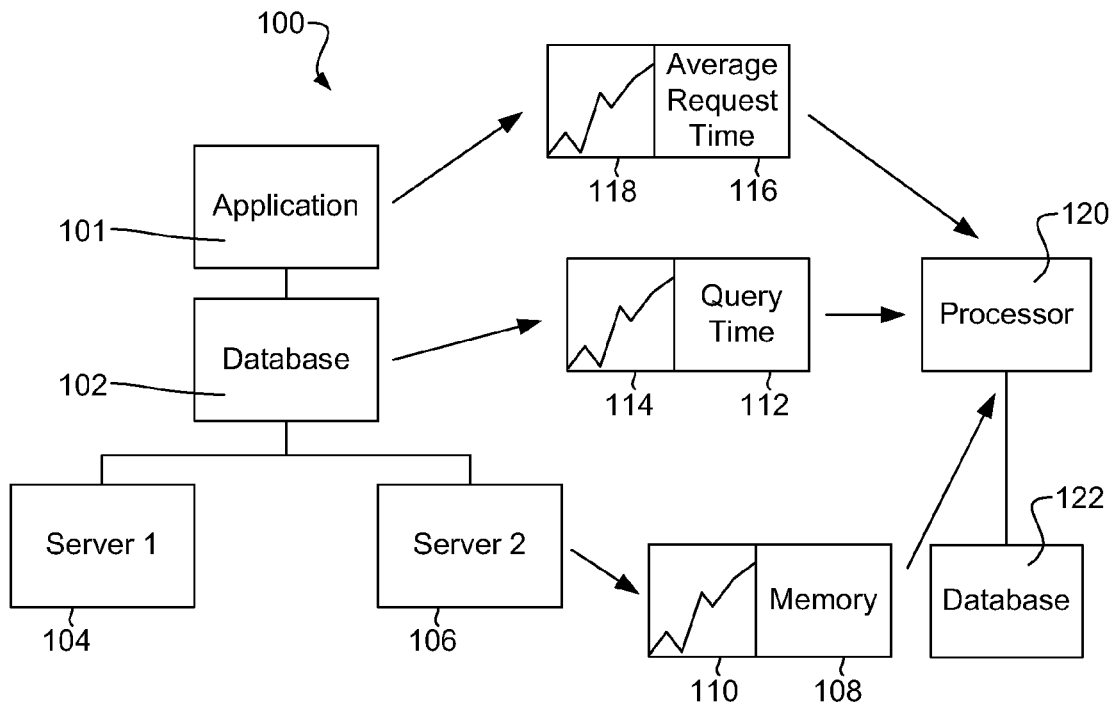 100
Average
Request
Time
118
116
Application
101
120
Processor
Query
Time
114
112
Database
102
Server 1
104
Server 2
106
Memory
110
108
122
Database